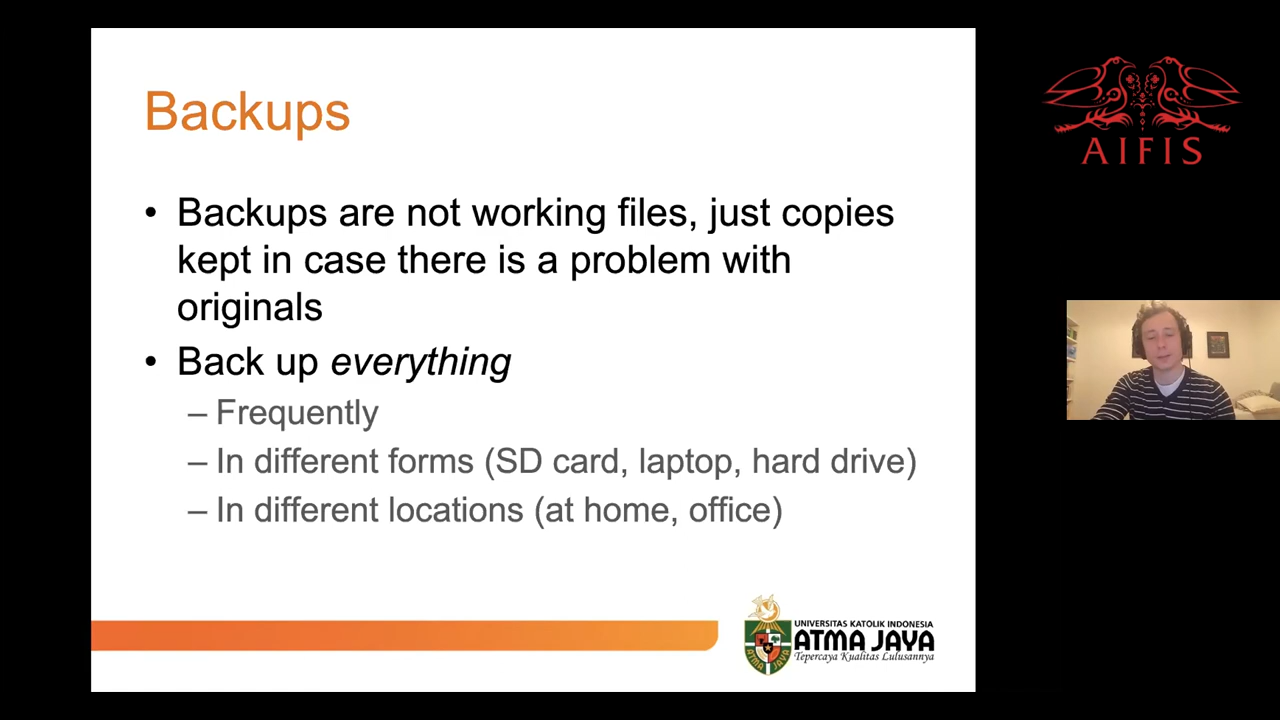 Backups
AIFIS
• Backups are not working files, just copies
kept in case there is a problem with
originals
• Back up everything
– Frequently
– In different forms (SD card, laptop, hard drive)
– In different locations (at home, office)
UNIVERSITAS KATOLIK INDONESIA
ATMA JAYA
Tepercaya Kualitas Lulusannya
ATMA JAYA